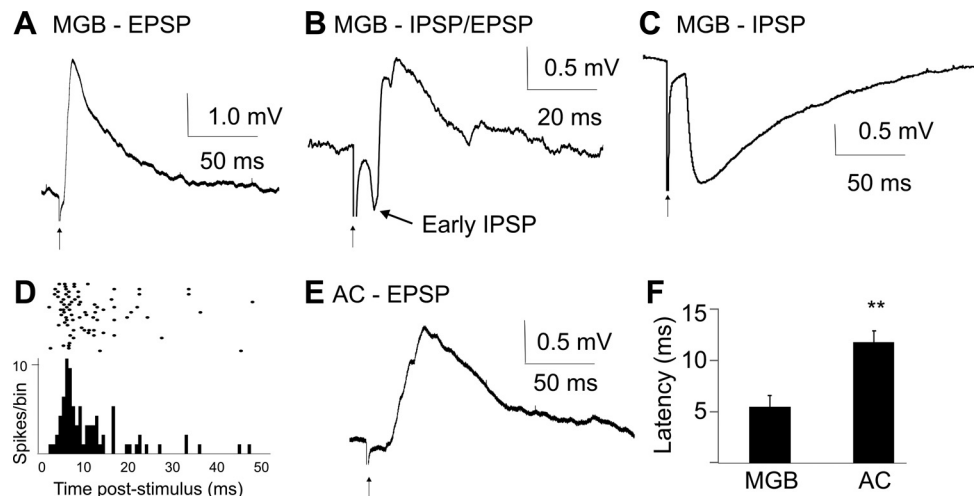 A MGB - EPSP
1.0 mV
50 ms
B MGB - IPSP/EPSP
0.5 mV
20 ms
Early IPSP
C MGB - IPSP
0.5 mV
50 ms
D
10
Spikes/bin
0 10 20 30 40 50
Time post-stimulus (ms)
E AC - EPSP
0.5 mV
50 ms
F
**
15
10
5
Latency (ms)
MGB AC